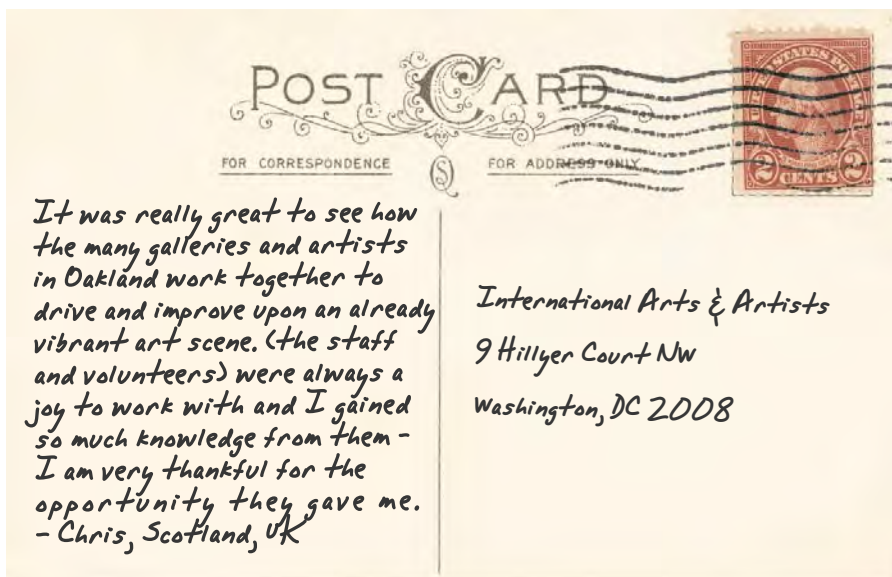 POST CARD
FOR CORRESPONDENCE
FOR ADDRESS ONLY
UNITED STATES POSTAGE
2 CENTS 2
It was really great to see how
the many galleries and artists
in Oakland work together to
drive and improve upon an already
vibrant art scene. (the staff
and volunteers) were always a
joy to work with and I gained
so much knowledge from them -
I am very thankful for the
opportunity they gave me.
- Chris, Scotland, UK
International Arts & Artists
9 Hillyer Court NW
Washington, DC 2008